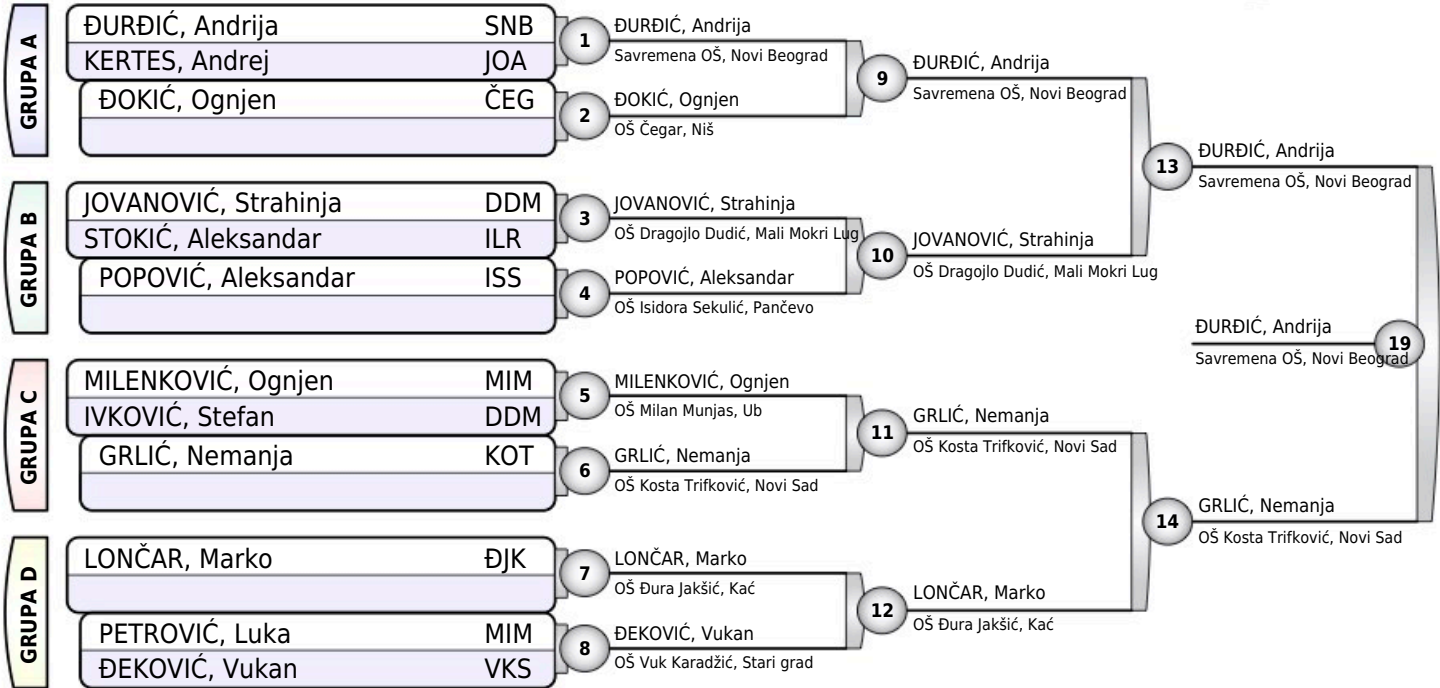 GRUPA A
ĐURĐIĆ, Andrija SNB
KERTES, Andrej JOA
ĐOKIĆ, Ognjen ČEG
1
ĐURĐIĆ, Andrija
Savremena OŠ, Novi Beograd
2
ĐOKIĆ, Ognjen
OŠ Čegar, Niš
9
ĐURĐIĆ, Andrija
Savremena OŠ, Novi Beograd
GRUPA B
JOVANOVIĆ, Strahinja DDM
STOKIĆ, Aleksandar ILR
POPOVIĆ, Aleksandar ISS
3
JOVANOVIĆ, Strahinja
OŠ Dragojlo Dudić, Mali Mokri Lug
4
POPOVIĆ, Aleksandar
OŠ Isidora Sekulić, Pančevo
10
JOVANOVIĆ, Strahinja
OŠ Dragojlo Dudić, Mali Mokri Lug
13
ĐURĐIĆ, Andrija
Savremena OŠ, Novi Beograd
GRUPA C
MILENKOVIĆ, Ognjen MIM
IVKOVIĆ, Stefan DDM
GRLIĆ, Nemanja KOT
5
MILENKOVIĆ, Ognjen
OŠ Milan Munjas, Ub
6
GRLIĆ, Nemanja
OŠ Kosta Trifković, Novi Sad
11
GRLIĆ, Nemanja
OŠ Kosta Trifković, Novi Sad
GRUPA D
LONČAR, Marko ĐJK
PETROVIĆ, Luka MIM
ĐEKOVIĆ, Vukan VKS
7
LONČAR, Marko
OŠ Đura Jakšić, Kać
8
ĐEKOVIĆ, Vukan
OŠ Vuk Karadžić, Stari grad
12
LONČAR, Marko
OŠ Đura Jakšić, Kać
14
GRLIĆ, Nemanja
OŠ Kosta Trifković, Novi Sad
19
ĐURĐIĆ, Andrija
Savremena OŠ, Novi Beograd